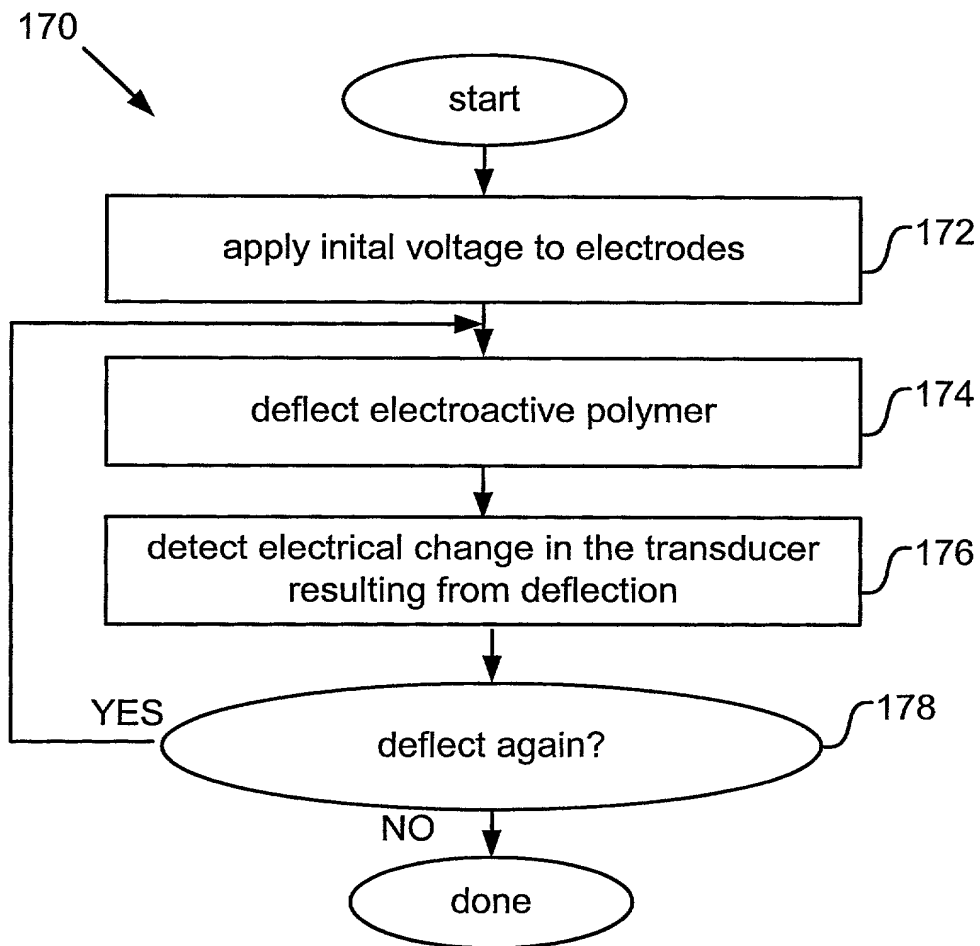 170
start
apply inital voltage to electrodes
172
deflect electroactive polymer
174
detect electrical change in the transducer
resulting from deflection
176
YES
deflect again?
178
NO
done